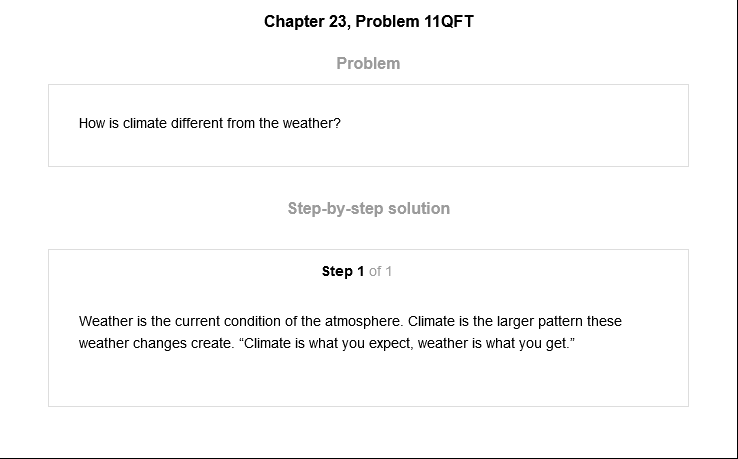 Chapter 23, Problem 11QFT
Problem
How is climate different from the weather?
Step-by-step solution
Step 1 of 1
Weather is the current condition of the atmosphere. Climate is the larger pattern these
weather changes create. “Climate is what you expect, weather is what you get.”